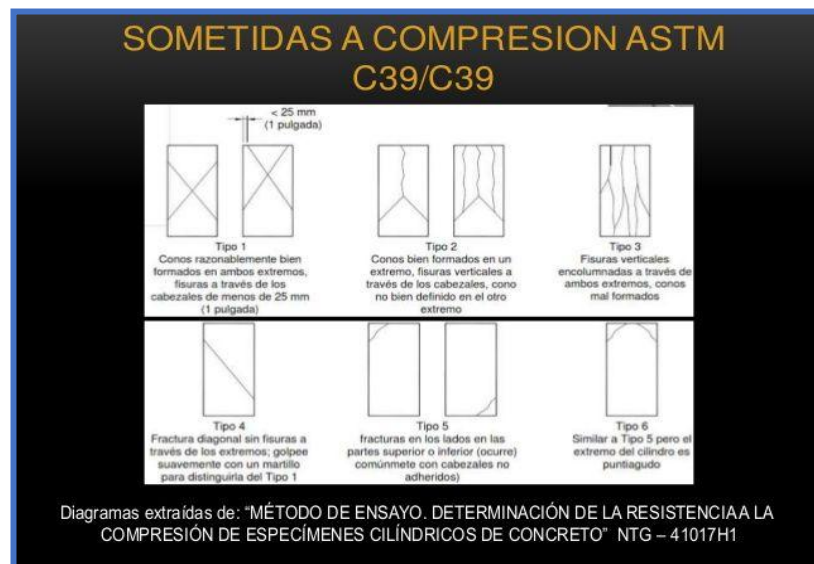 SOMETIDAS A COMPRESION ASTM
C39/C39
< 25 mm
(1 pulgada)
Tipo 1
Conos razonablemente bien
formados en ambos extremos,
fisuras a través de los
cabezales de menos de 25 mm
(1 pulgada)
Tipo 2
Conos bien formados en un
extremo, fisuras verticales a
través de los cabezales, cono
no bien definido en el otro
extremo
Tipo 3
Fisuras verticales
encolumnadas a través de
ambos extremos, conos
mal formados
Tipo 4
Fractura diagonal sin fisuras a
través de los extremos; golpee
suavemente con un martillo
para distinguirla del Tipo 1
Tipo 5
fracturas en los lados en las
partes superior o inferior (ocurre)
comúnmete con cabezales no
adheridos)
Tipo 6
Similar a Tipo 5 pero el
extremo del cilindro es
puntiagudo
Diagramas extraídas de: “MÉTODO DE ENSAYO. DETERMINACIÓN DE LA RESISTENCIAA LA
COMPRESIÓN DE ESPECÍMENES CILÍNDRICOS DE CONCRETO” NTG – 41017H1